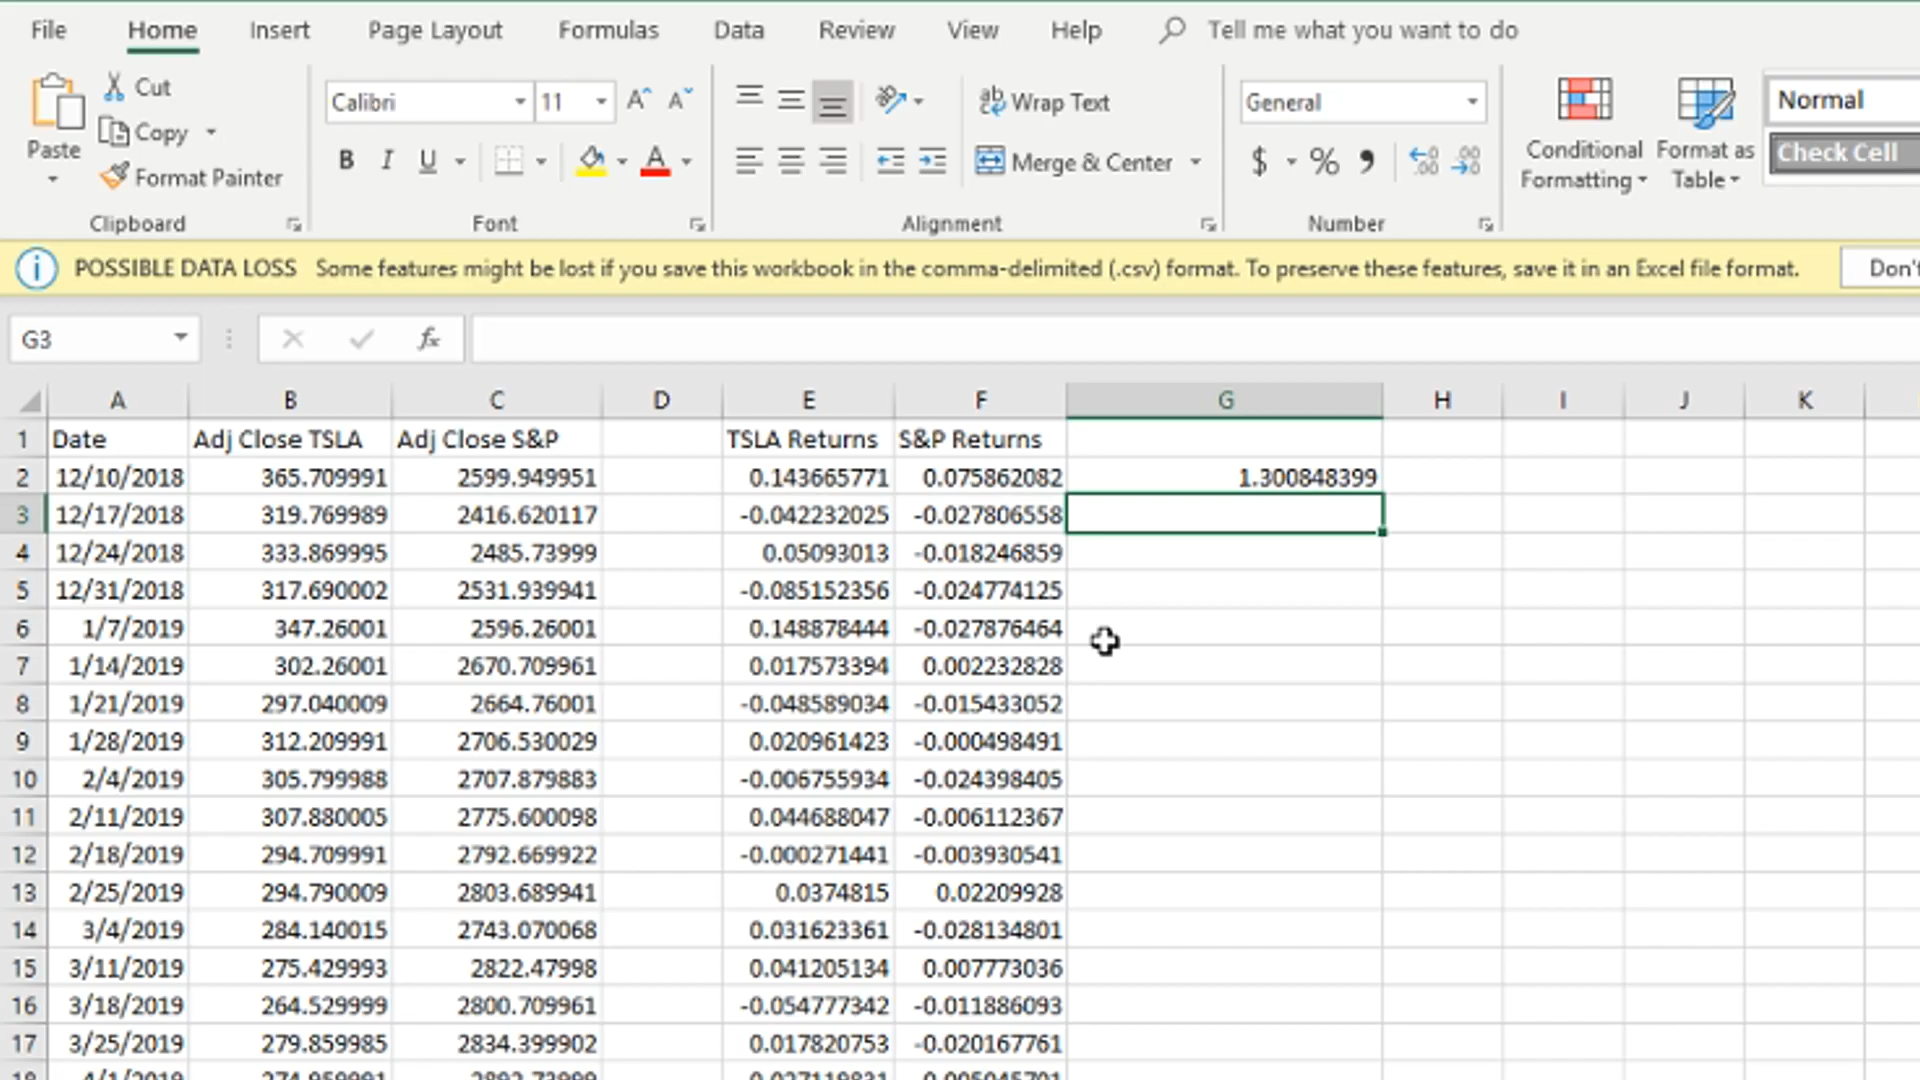 File Home Insert Page Layout Formulas Data Review View Help Tell me what you want to do
Paste
Cut
Copy
Format Painter
Clipboard
Calibri 11
B I U
Font
Wrap Text
Merge & Center
Alignment
General
$ % ,
Number
Conditional Formatting
Format as Table
Normal
Check Cell
POSSIBLE DATA LOSS Some features might be lost if you save this workbook in the comma-delimited (.csv) format. To preserve these features, save it in an Excel file format.
G3 fx
A B C D E F G H I J K
1 Date Adj Close TSLA Adj Close S&P TSLA Returns S&P Returns
2 12/10/2018 365.709991 2599.949951 0.143665771 0.075862082 1.300848399
3 12/17/2018 319.769989 2416.620117 -0.042232025 -0.027806558
4 12/24/2018 333.869995 2485.73999 0.05093013 -0.018246859
5 12/31/2018 317.690002 2531.939941 -0.085152356 -0.024774125
6 1/7/2019 347.26001 2596.26001 0.148878444 -0.027876464
7 1/14/2019 302.26001 2670.709961 0.017573394 0.002232828
8 1/21/2019 297.040009 2664.76001 -0.048589034 -0.015433052
9 1/28/2019 312.209991 2706.530029 0.020961423 -0.000498491
10 2/4/2019 305.799988 2707.879883 -0.006755934 -0.024398405
11 2/11/2019 307.880005 2775.600098 0.044688047 -0.006112367
12 2/18/2019 294.709991 2792.669922 -0.000271441 -0.003930541
13 2/25/2019 294.790009 2803.689941 0.0374815 0.02209928
14 3/4/2019 284.140015 2743.070068 0.031623361 -0.028134801
15 3/11/2019 275.429993 2822.47998 0.041205134 0.007773036
16 3/18/2019 264.529999 2800.709961 -0.054777342 -0.011886093
17 3/25/2019 279.859985 2834.399902 0.017820753 -0.020167761